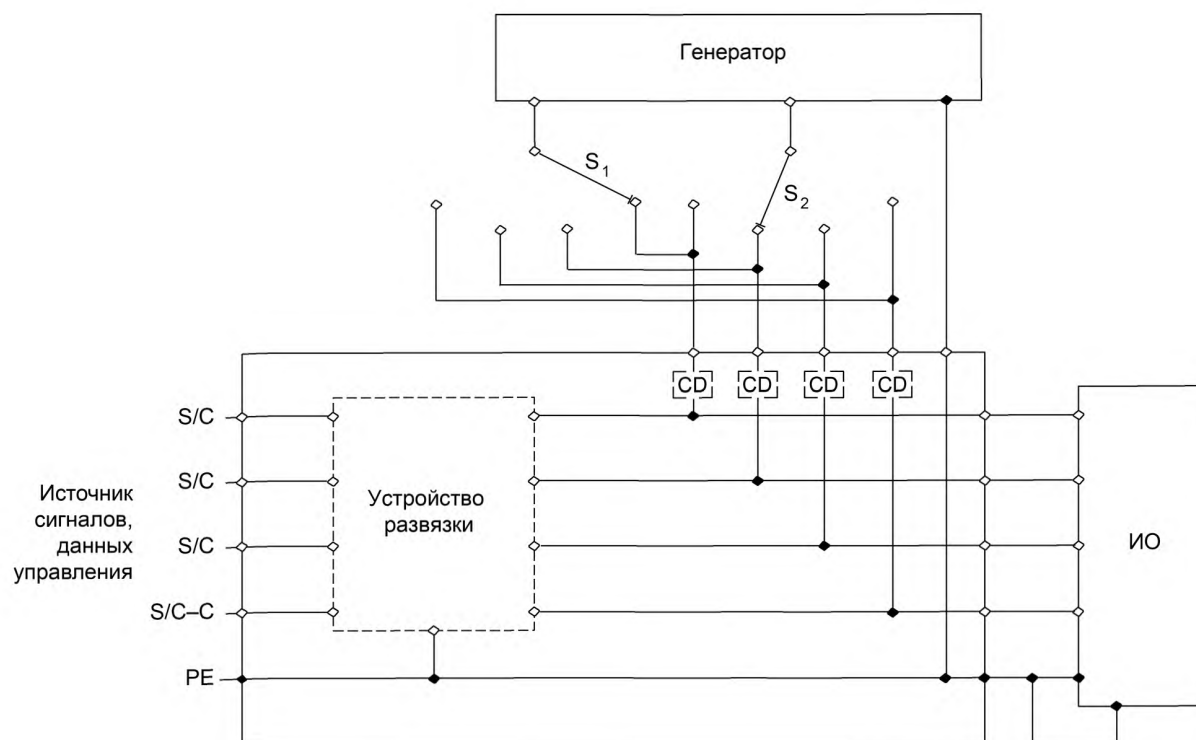 Генератор
S1
S2
CD CD CD CD
S/C
S/C
Источник
сигналов,
данных
управления
Устройство
развязки
S/C
ИО
S/C–C
PE